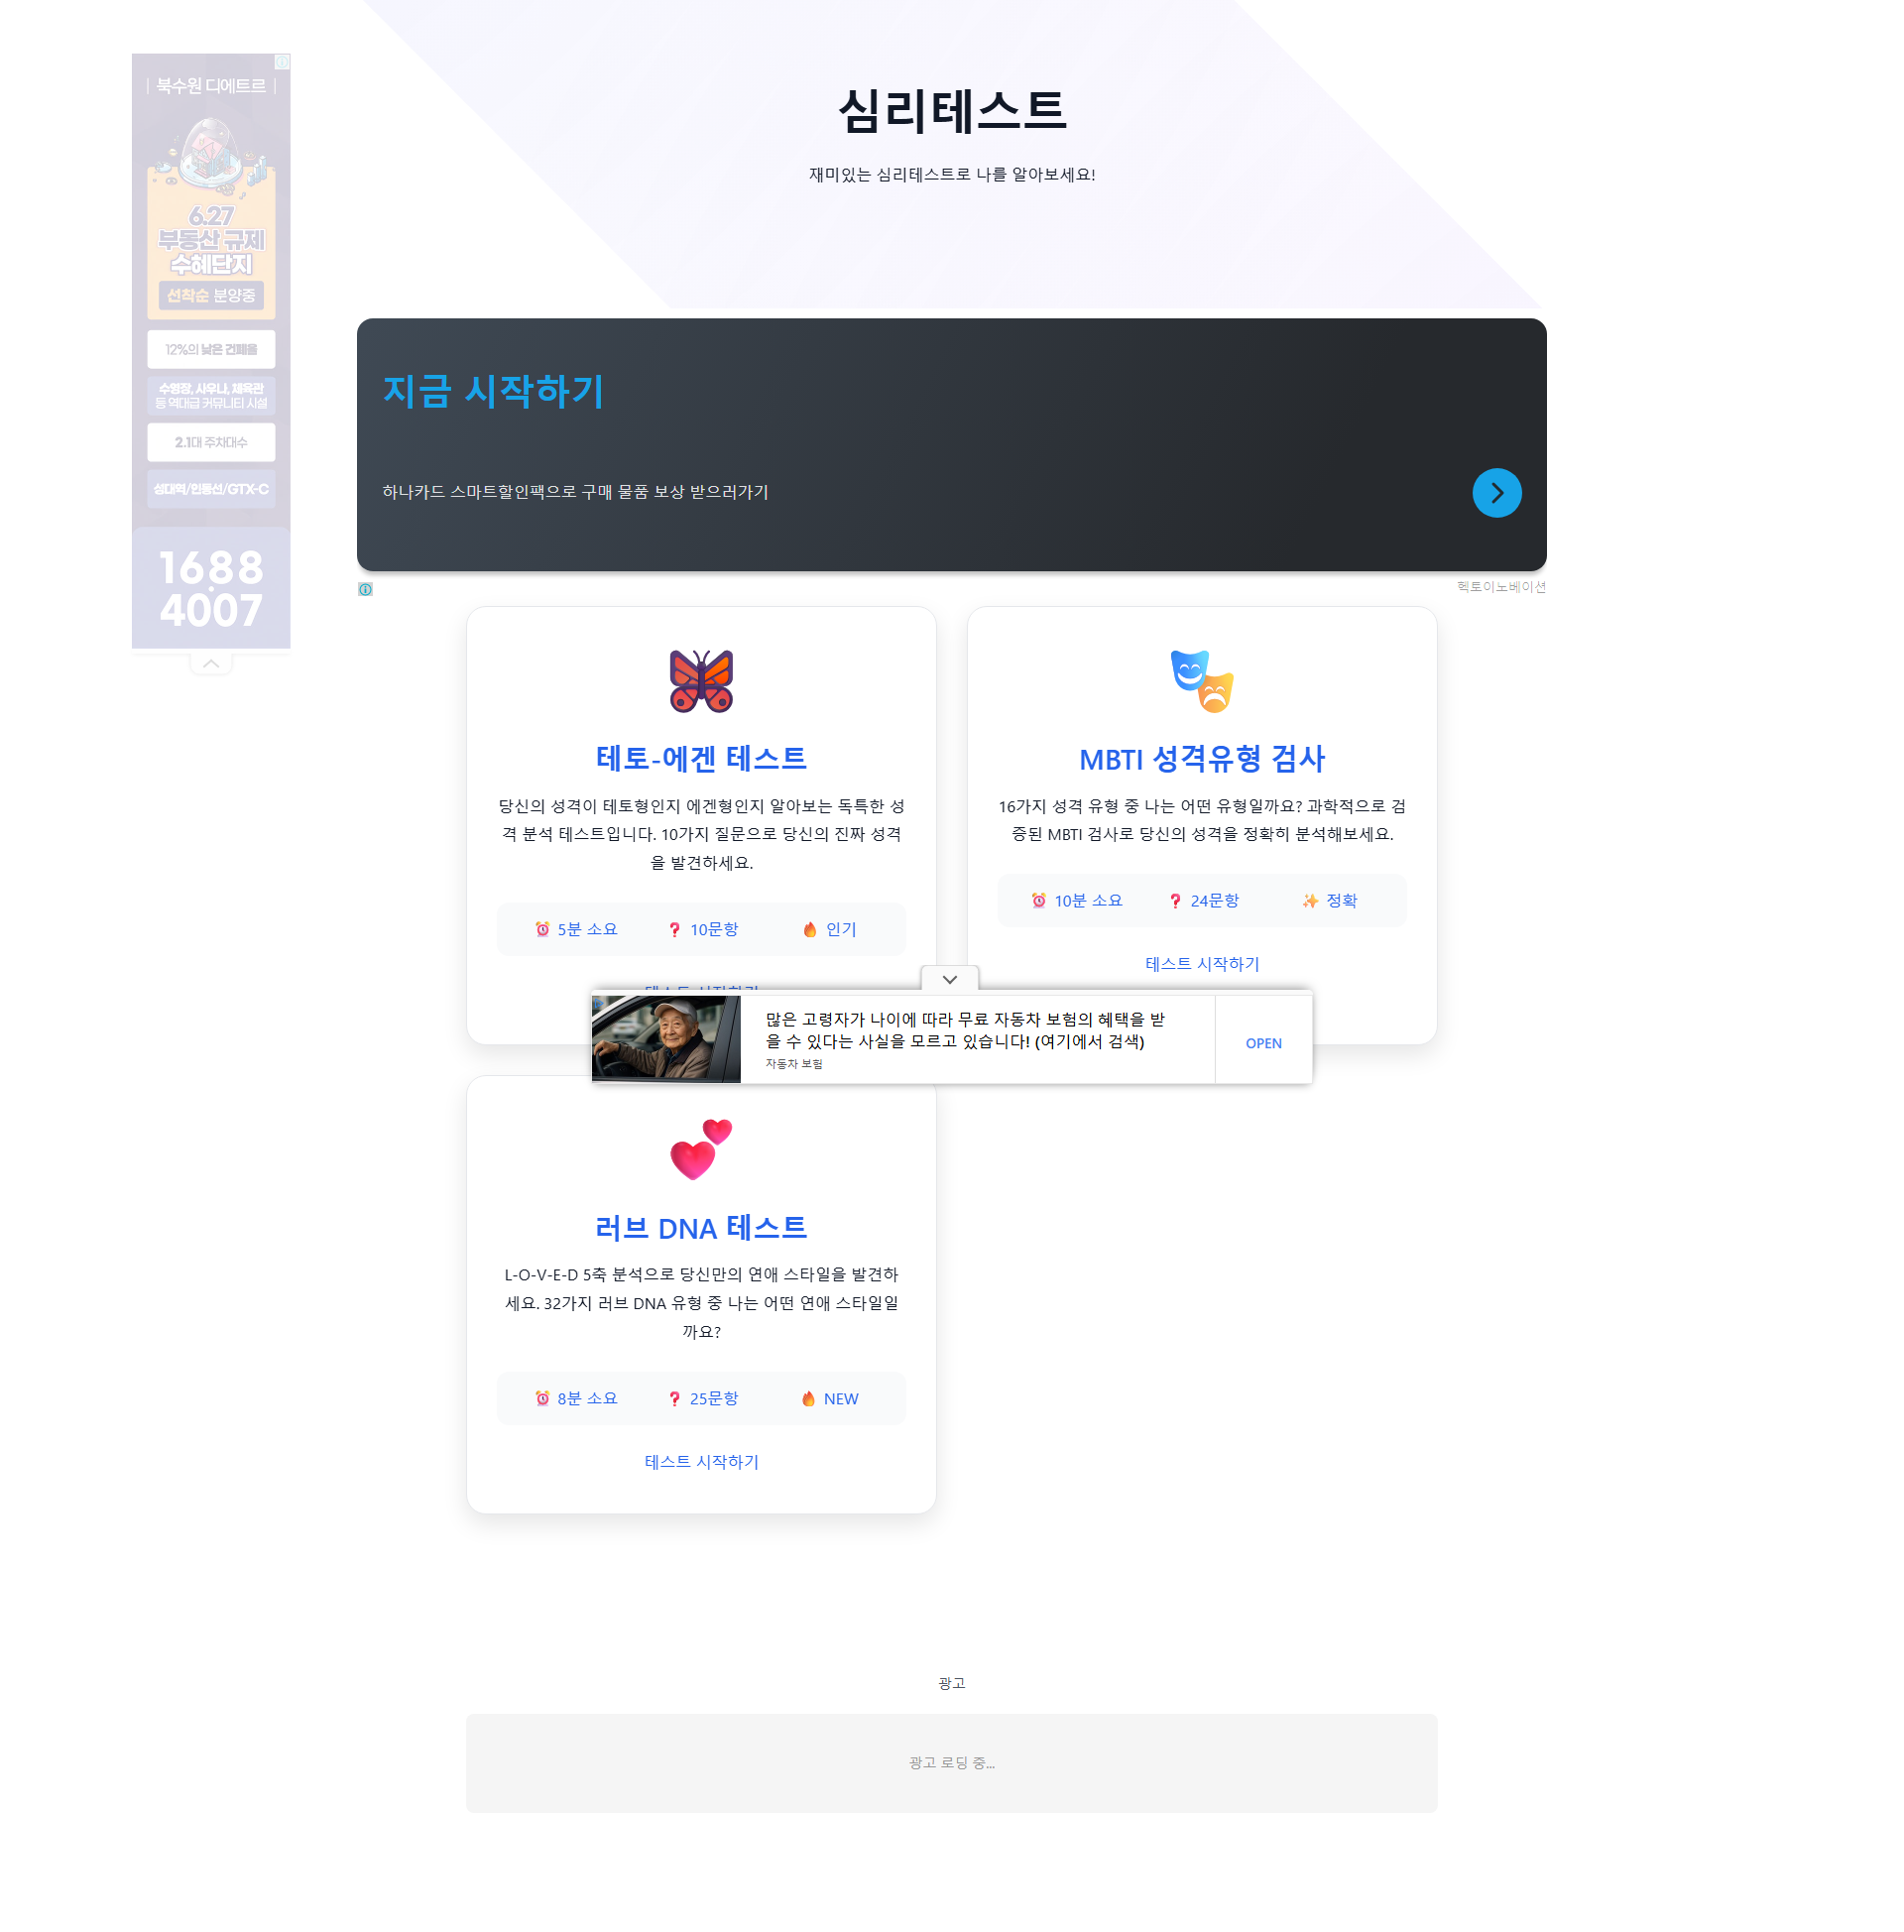 심리테스트
재미있는 심리테스트로 나를 알아보세요!
북수원 디에트르
6.27
부동산 규제
수혜단지
선착순 분양중
12%의 낮은 건폐율
수영장, 사우나, 체육관
등 역대급 커뮤니티 시설
2.1대 주차대수
성대역/인동선/GTX-C
1688
4007
지금 시작하기
하나카드 스마트할인팩으로 구매 물품 보상 받으러가기
헥토이노베이션
테토-에겐 테스트
당신의 성격이 테토형인지 에겐형인지 알아보는 독특한 성
격 분석 테스트입니다. 10가지 질문으로 당신의 진짜 성격
을 발견하세요.
⏰ 5분 소요 ❓ 10문항 🔥 인기
테스트 시작하기
MBTI 성격유형 검사
16가지 성격 유형 중 나는 어떤 유형일까요? 과학적으로 검
증된 MBTI 검사로 당신의 성격을 정확히 분석해보세요.
⏰ 10분 소요 ❓ 24문항 ✨ 정확
테스트 시작하기
많은 고령자가 나이에 따라 무료 자동차 보험의 혜택을 받
을 수 있다는 사실을 모르고 있습니다! (여기에서 검색)
자동차 보험
OPEN
러브 DNA 테스트
L-O-V-E-D 5축 분석으로 당신만의 연애 스타일을 발견하
세요. 32가지 러브 DNA 유형 중 나는 어떤 연애 스타일일
까요?
⏰ 8분 소요 ❓ 25문항 🔥 NEW
테스트 시작하기
광고
광고 로딩 중...